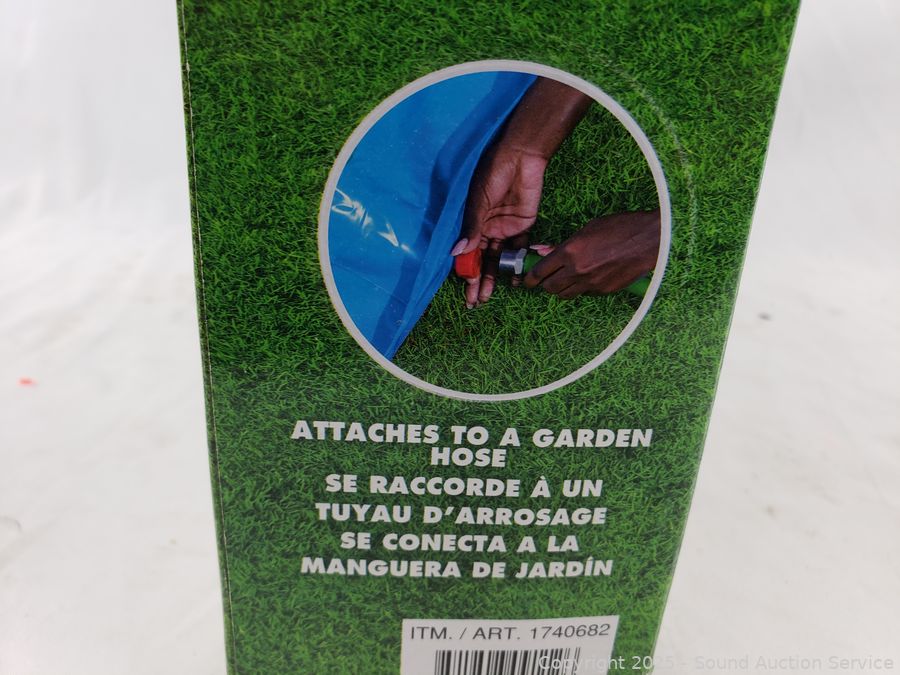 ATTACHES TO A GARDEN
HOSE
SE RACCORDE À UN
TUYAU D'ARROSAGE
SE CONECTA A LA
MANGUERA DE JARDÍN
ITM. / ART. 1740682
Copyright 2025 - Sound Auction Service